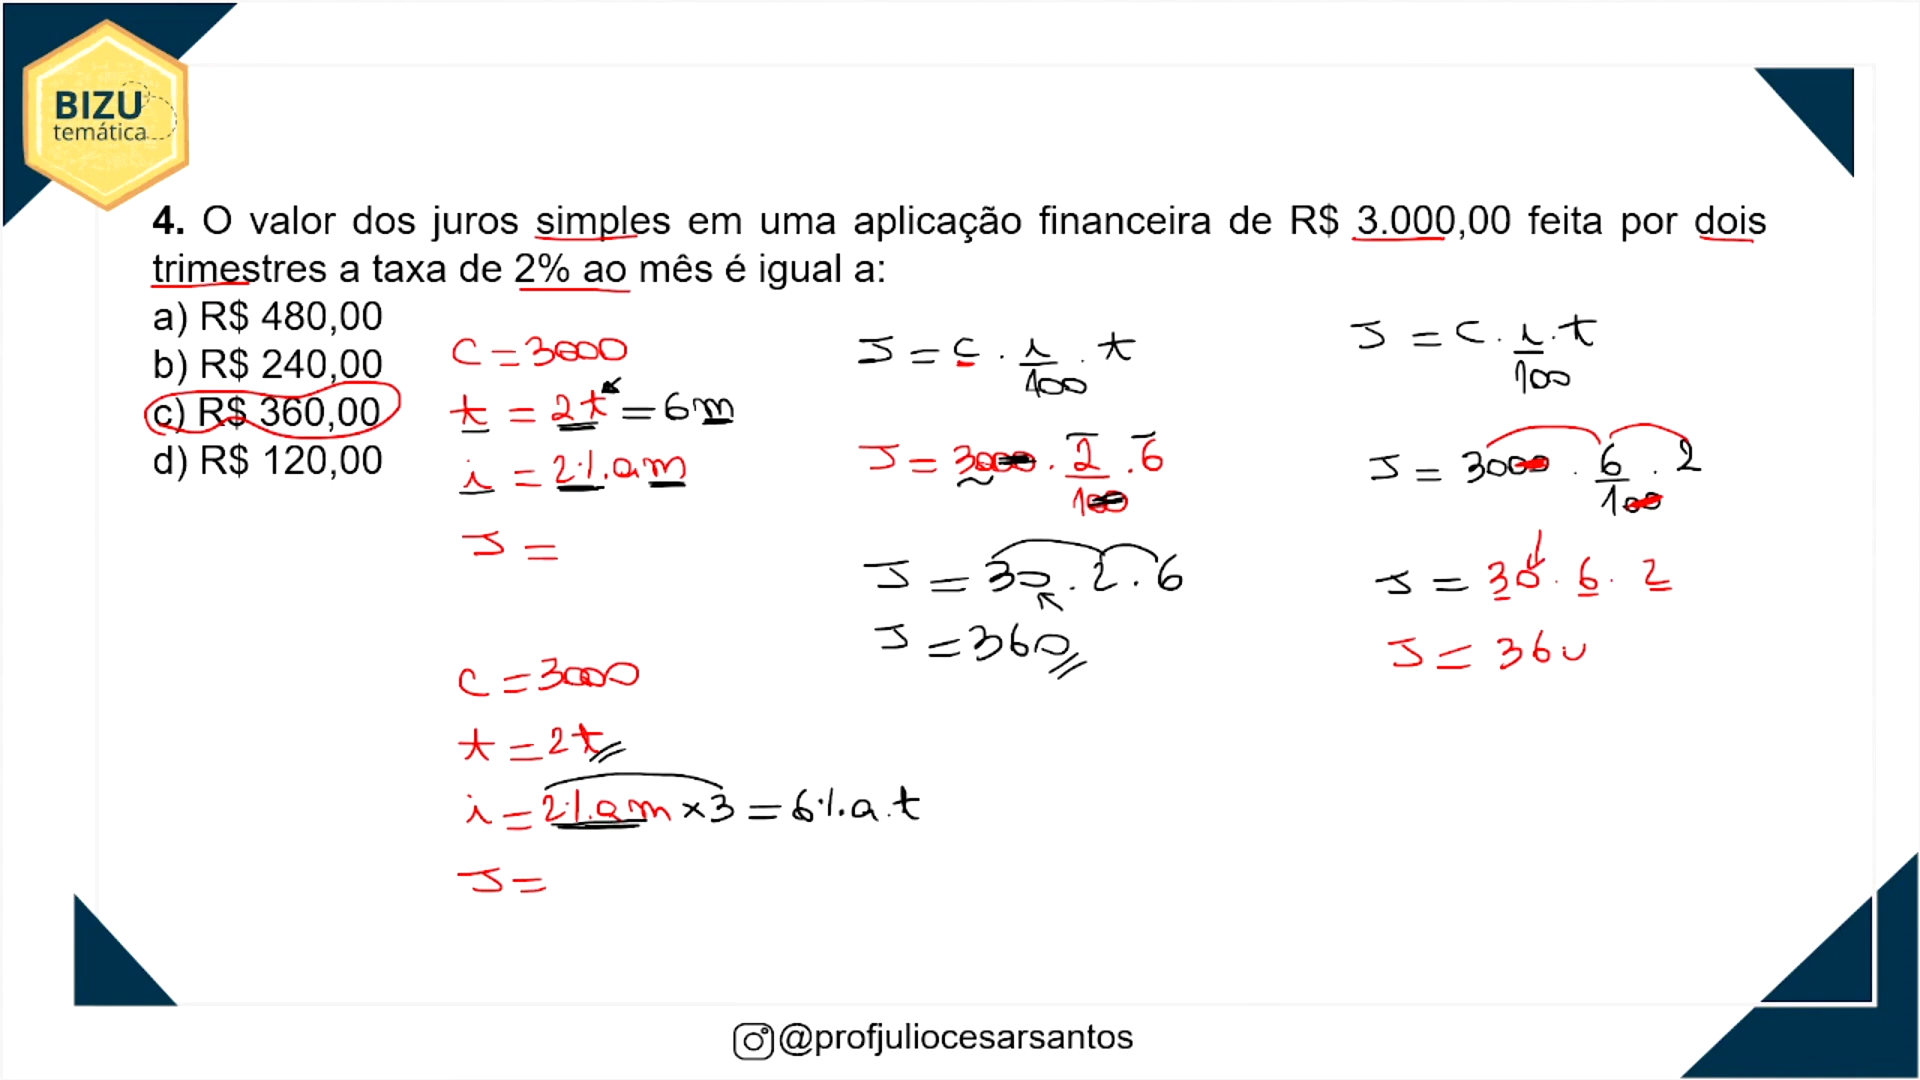 BIZU
temática
4. O valor dos juros simples em uma aplicação financeira de R$ 3.000,00 feita por dois
trimestres a taxa de 2% ao mês é igual a:
a) R$ 480,00
b) R$ 240,00
c) R$ 360,00
d) R$ 120,00
C = 3000
t = 2t = 6m
i = 2%.am
J =
J = C . i/100 . t
J = 3000 . 2/100 . 6
J = 30 . 2 . 6
J = 360
J = C . i/100 . t
J = 3000 . 6/100 . 2
J = 30 . 6 . 2
J = 360
C = 3000
t = 2t
i = 2%.am x 3 = 6%.a.t
J =
@profjuliocesarsantos